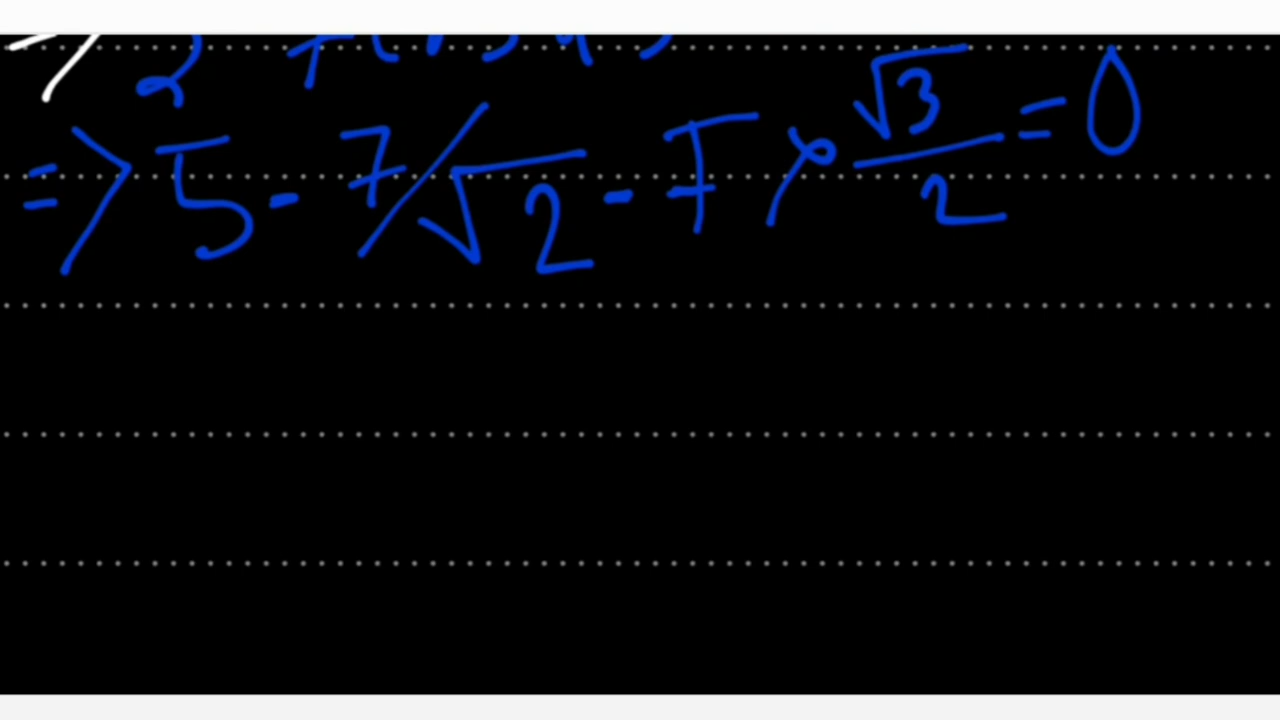 => 5 - 7/√2 - F × √3/2 = 0